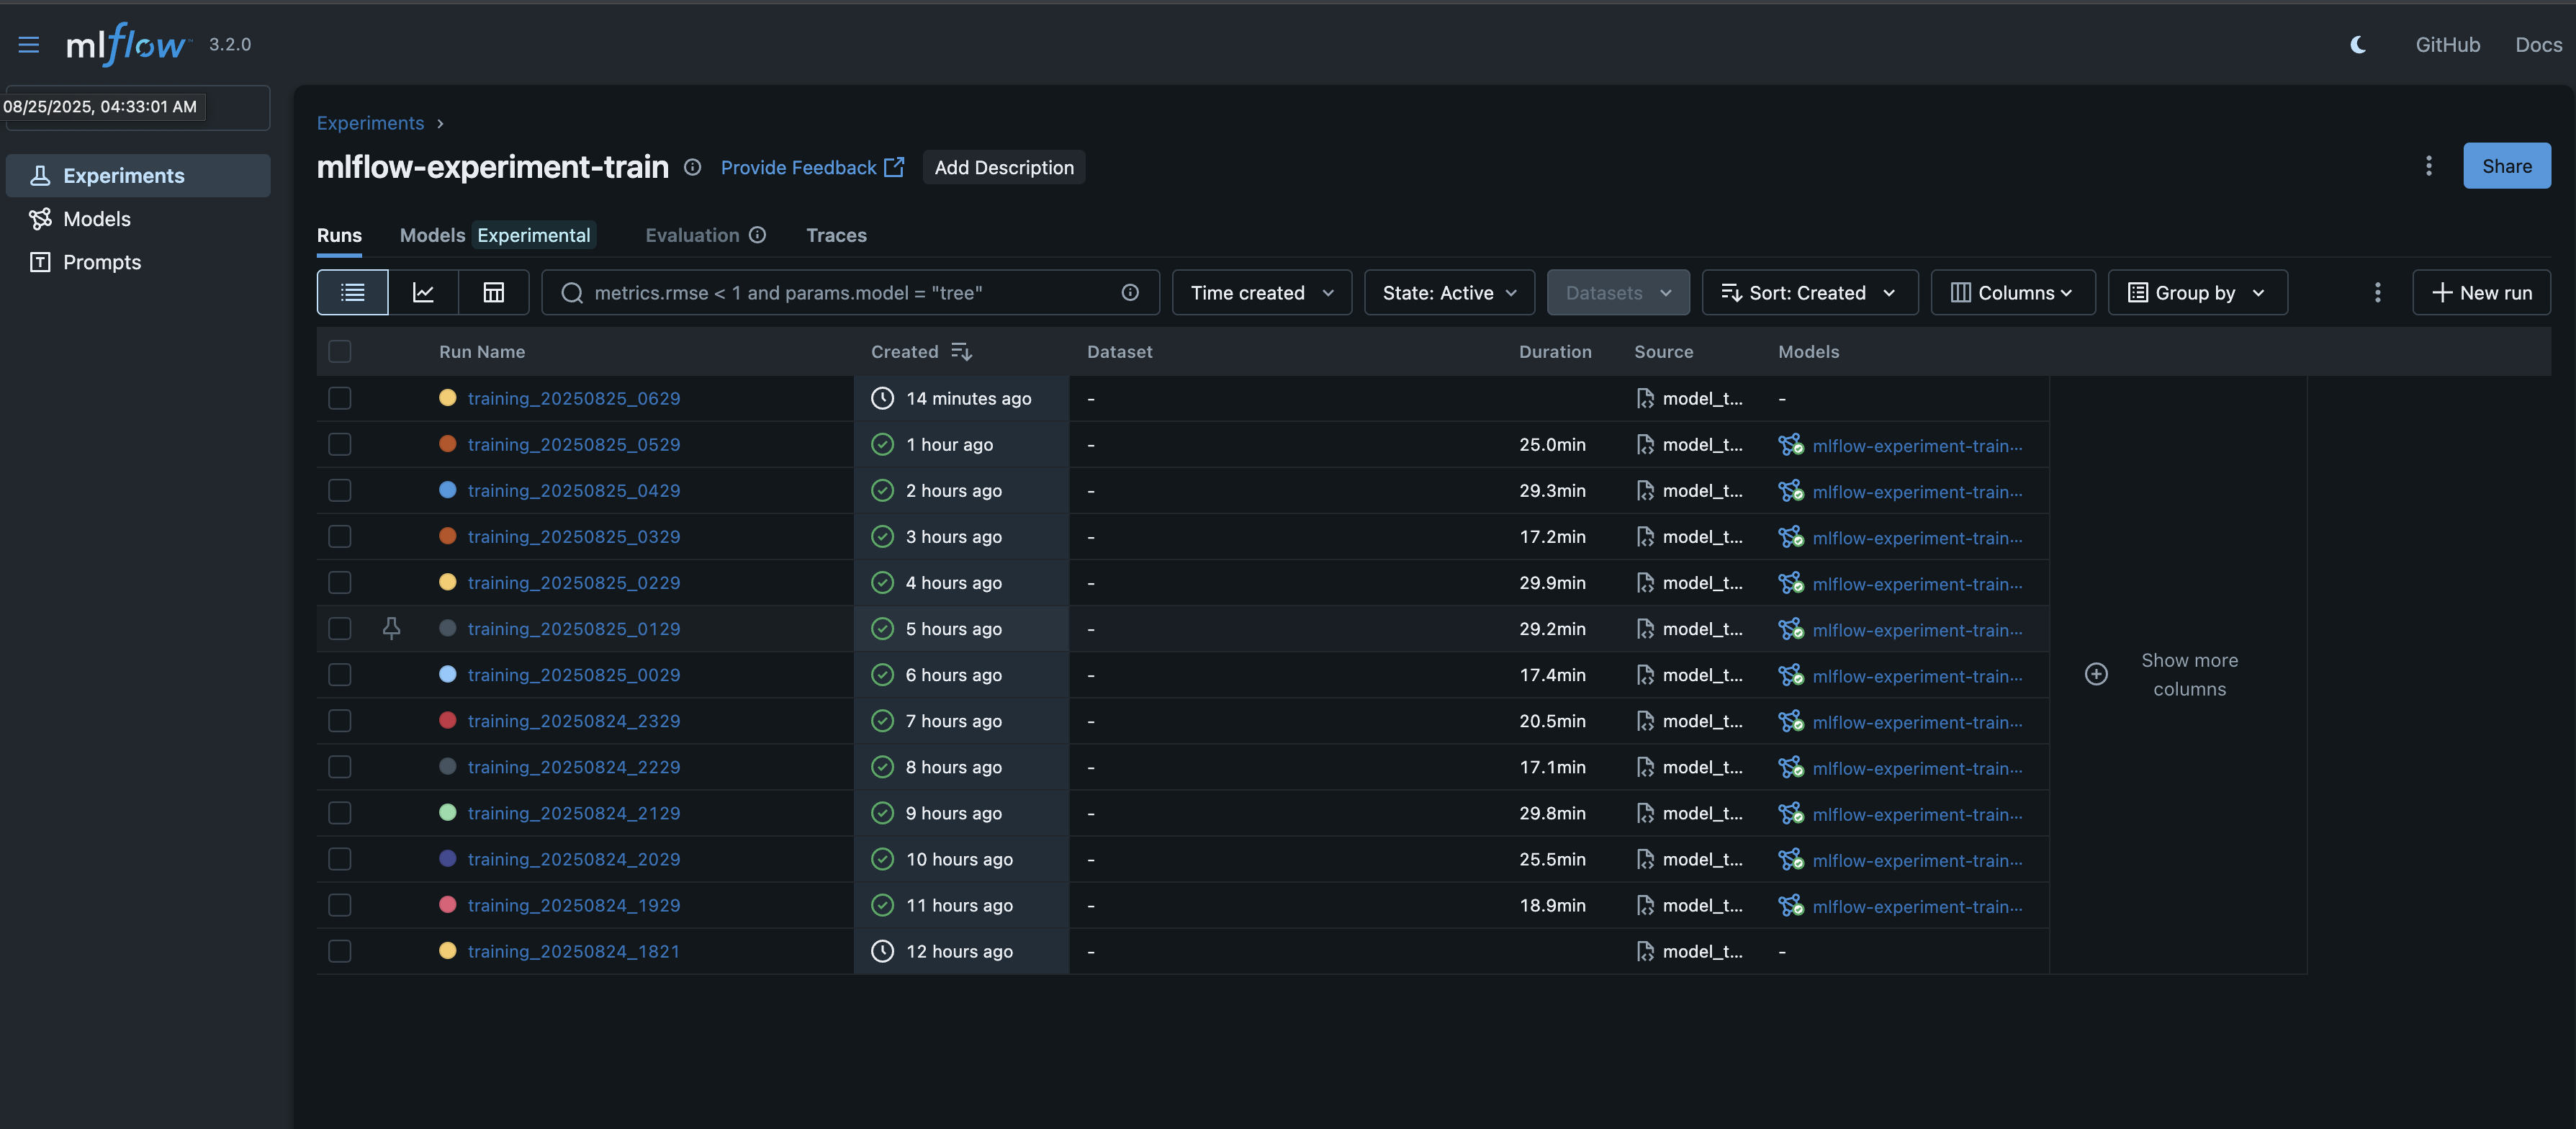 mlflow 3.2.0
GitHub
Docs
08/25/2025, 04:33:01 AM
Experiments
Models
Prompts
Experiments ›
mlflow-experiment-train Provide Feedback Add Description
Share
Runs Models Experimental Evaluation Traces
metrics.rmse < 1 and params.model = "tree" Time created State: Active Datasets Sort: Created Columns Group by New run
Run Name Created Dataset Duration Source Models
training_20250825_0629 14 minutes ago - model_t... -
training_20250825_0529 1 hour ago - 25.0min model_t... mlflow-experiment-train...
training_20250825_0429 2 hours ago - 29.3min model_t... mlflow-experiment-train...
training_20250825_0329 3 hours ago - 17.2min model_t... mlflow-experiment-train...
training_20250825_0229 4 hours ago - 29.9min model_t... mlflow-experiment-train...
training_20250825_0129 5 hours ago - 29.2min model_t... mlflow-experiment-train...
training_20250825_0029 6 hours ago - 17.4min model_t... mlflow-experiment-train...
training_20250824_2329 7 hours ago - 20.5min model_t... mlflow-experiment-train...
training_20250824_2229 8 hours ago - 17.1min model_t... mlflow-experiment-train...
training_20250824_2129 9 hours ago - 29.8min model_t... mlflow-experiment-train...
training_20250824_2029 10 hours ago - 25.5min model_t... mlflow-experiment-train...
training_20250824_1929 11 hours ago - 18.9min model_t... mlflow-experiment-train...
training_20250824_1821 12 hours ago - model_t... -
Show more
columns